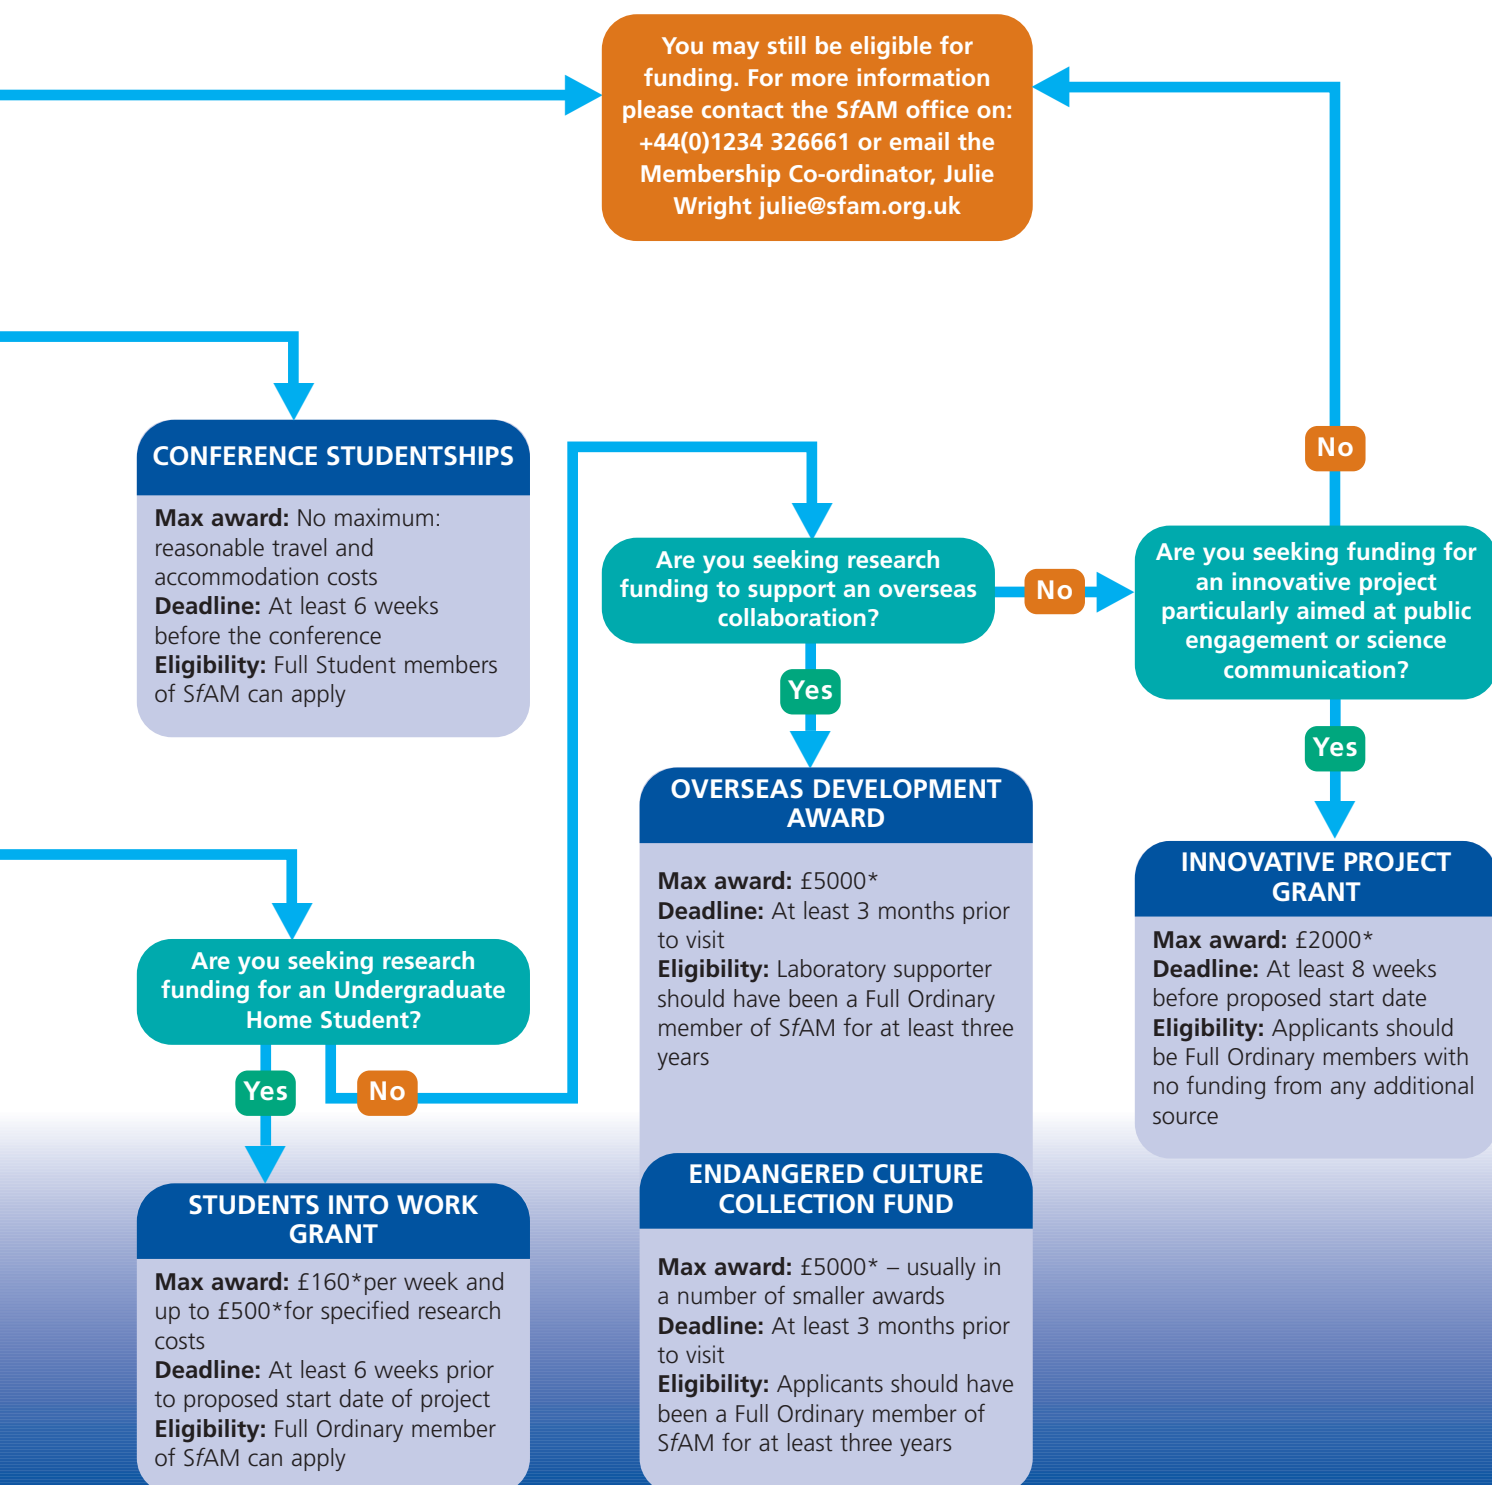 You may still be eligible for
funding. For more information
please contact the SfAM office on:
+44(0)1234 326661 or email the
Membership Co-ordinator, Julie
Wright julie@sfam.org.uk
CONFERENCE STUDENTSHIPS
Max award: No maximum:
reasonable travel and
accommodation costs
Deadline: At least 6 weeks
before the conference
Eligibility: Full Student members
of SfAM can apply
Are you seeking research
funding for an Undergraduate
Home Student?
Yes
No
STUDENTS INTO WORK
GRANT
Max award: £160*per week and
up to £500*for specified research
costs
Deadline: At least 6 weeks prior
to proposed start date of project
Eligibility: Full Ordinary member
of SfAM can apply
Are you seeking research
funding to support an overseas
collaboration?
No
Yes
OVERSEAS DEVELOPMENT
AWARD
Max award: £5000*
Deadline: At least 3 months prior
to visit
Eligibility: Laboratory supporter
should have been a Full Ordinary
member of SfAM for at least three
years
ENDANGERED CULTURE
COLLECTION FUND
Max award: £5000* – usually in
a number of smaller awards
Deadline: At least 3 months prior
to visit
Eligibility: Applicants should have
been a Full Ordinary member of
SfAM for at least three years
No
Are you seeking funding for
an innovative project
particularly aimed at public
engagement or science
communication?
Yes
INNOVATIVE PROJECT
GRANT
Max award: £2000*
Deadline: At least 8 weeks
before proposed start date
Eligibility: Applicants should
be Full Ordinary members with
no funding from any additional
source